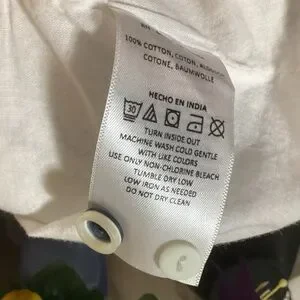 100% COTTON, COTON, ALGODON
COTONE, BAUMWOLLE
HECHO EN INDIA
30
TURN INSIDE OUT
MACHINE WASH COLD GENTLE
WITH LIKE COLORS
USE ONLY NON-CHLORINE BLEACH
TUMBLE DRY LOW
LOW IRON AS NEEDED
DO NOT DRY CLEAN